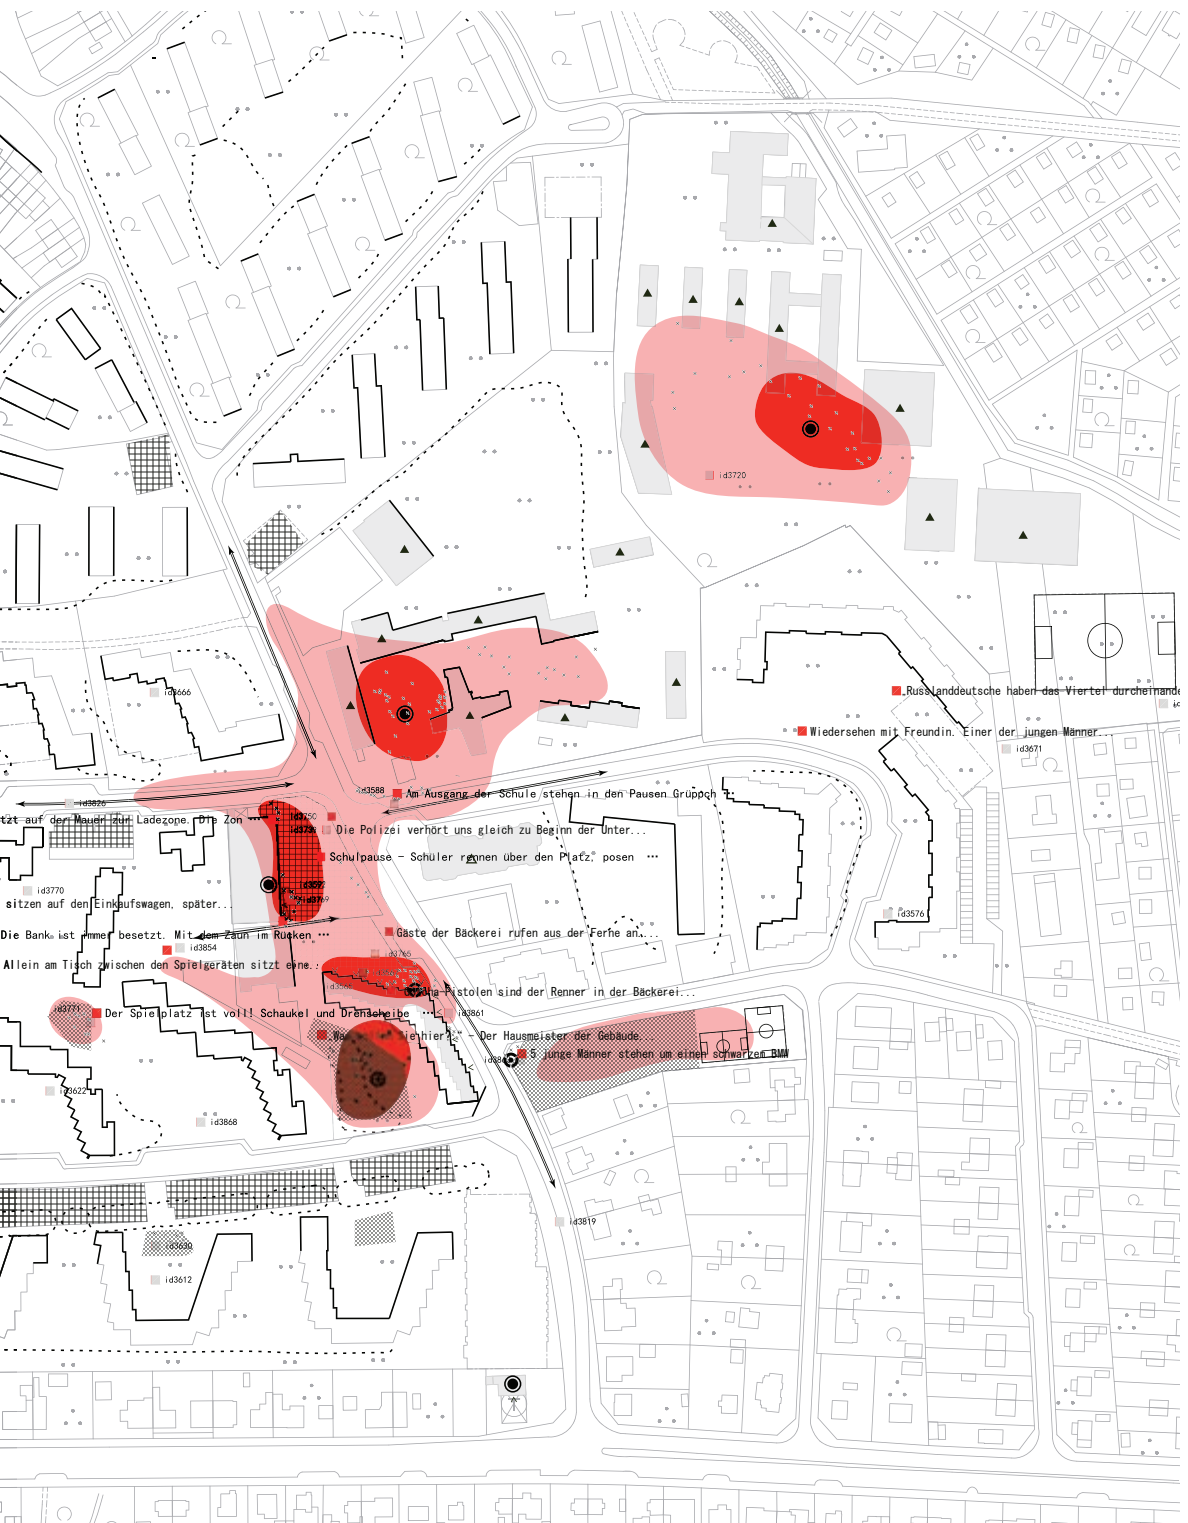 id3720
id3666
Russlanddeutsche haben das Viertel durcheinande
Wiedersehen mit Freundin. Einer der jungen Männer...
id3671
id3588
Am Ausgang der Schule stehen in den Pausen Grüppch ...
id3826
tzt auf der Mauer zur Ladezone. Die Zon ...
Die Polizei verhört uns gleich zu Beginn der Unter...
Schulpause – Schüler rennen über den Platz, posen ...
id3770
sitzen auf den Einkaufswagen, später...
id3576
Die Bank ist immer besetzt. Mit dem Zaun im Rücken ...
Gäste der Bäckerei rufen aus der Ferne an...
id3854
id3765
Allein am Tisch zwischen den Spielgeräten sitzt eine...
-Pistolen sind der Renner in der Bäckerei...
id3771
Der Spielplatz ist voll! Schaukel und Drehscheibe ...
id3861
Sie hier?" – Der Hausmeister der Gebäude...
5 junge Männer stehen um einen schwarzem BMW
id3622
id3868
id3819
id3630
id3612